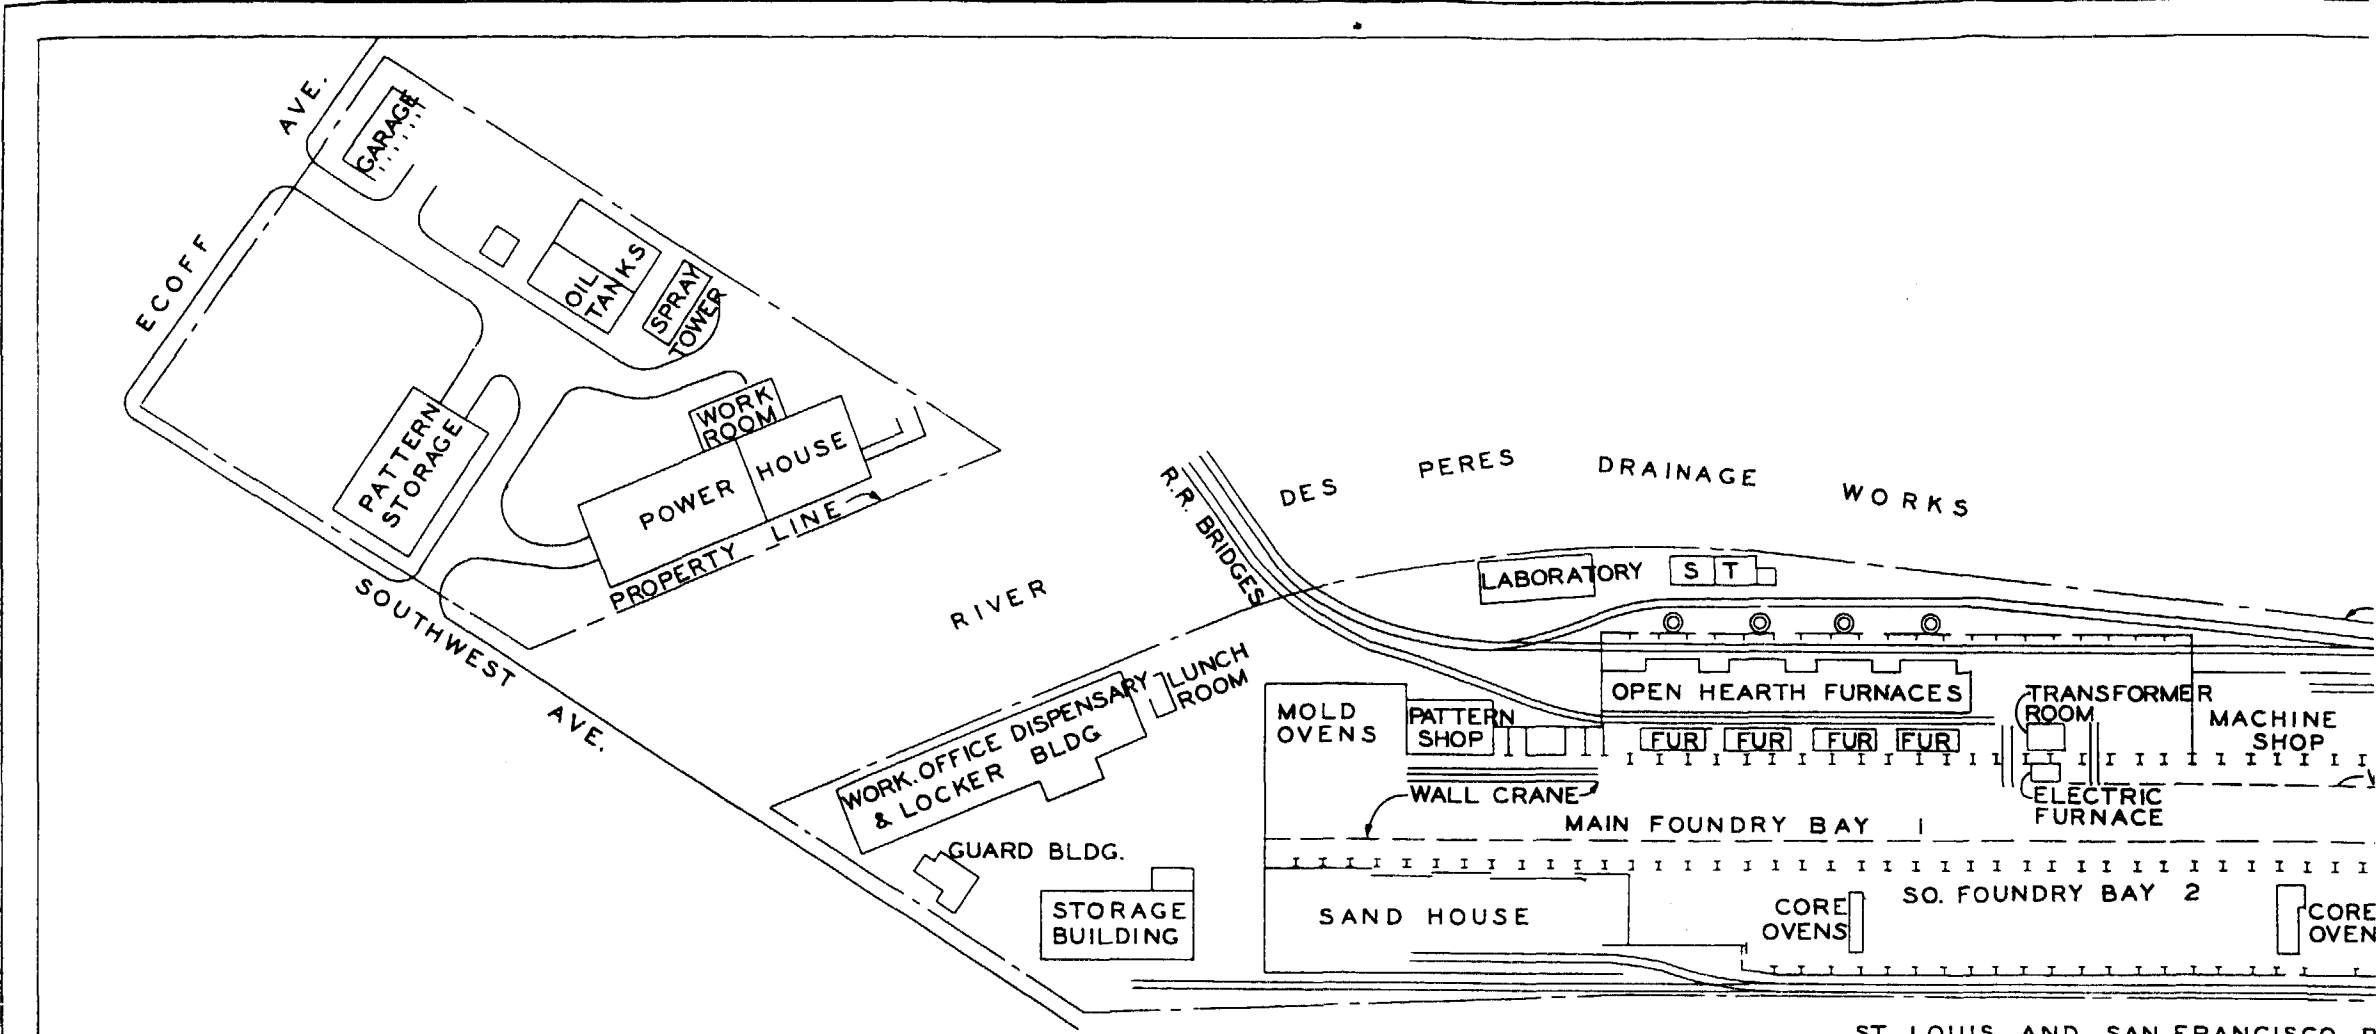 ECOFF AVE.
GARAGE
OIL
TANKS
SPRAY
TOWER
WORK
ROOM
POWER HOUSE
PROPERTY LINE
PATTERN
STORAGE
SOUTHWEST AVE.
RIVER DES PERES DRAINAGE WORKS
R.R. BRIDGES
LABORATORY
S T
LUNCH
ROOM
WORK. OFFICE DISPENSARY
& LOCKER BLDG
GUARD BLDG.
STORAGE
BUILDING
MOLD
OVENS
PATTERN
SHOP
OPEN HEARTH FURNACES
FUR FUR FUR FUR
TRANSFORMER
ROOM
MACHINE
SHOP
WALL CRANE
ELECTRIC
FURNACE
MAIN FOUNDRY BAY 1
SO. FOUNDRY BAY 2
SAND HOUSE
CORE
OVENS
CORE
OVEN
ST. LOUIS AND SAN FRANCISCO